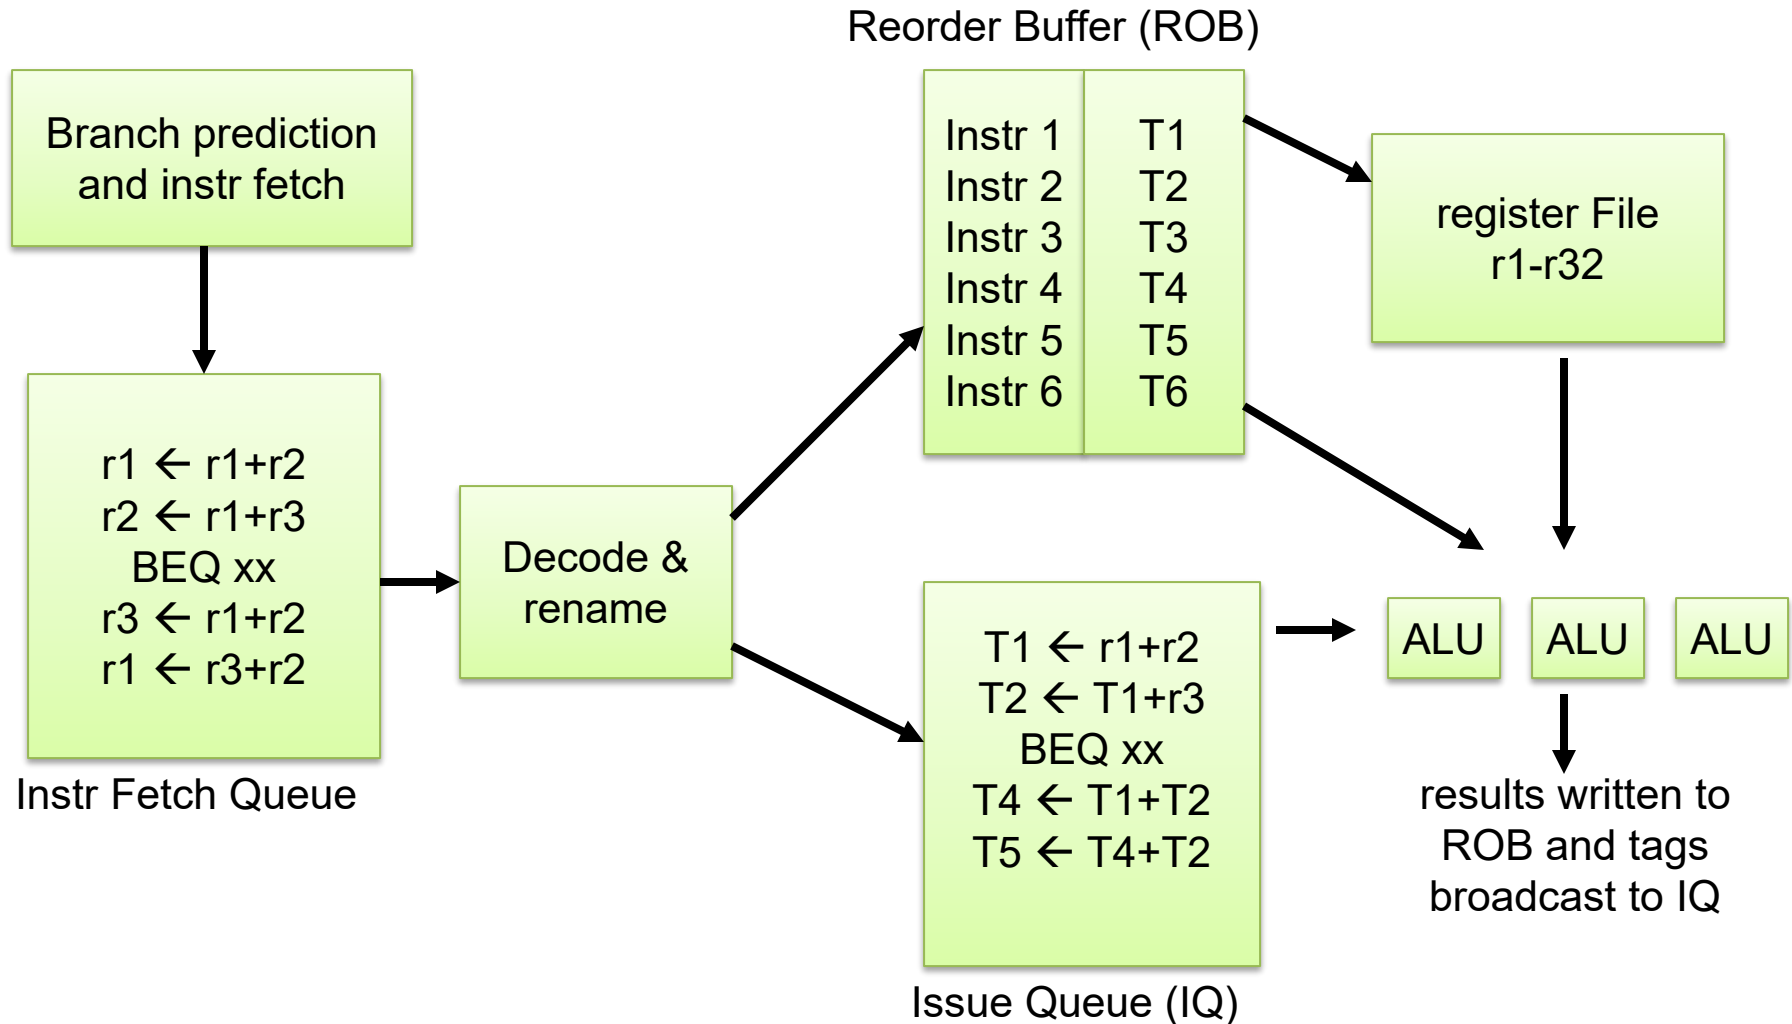 Reorder Buffer (ROB)
Branch prediction
and instr fetch
Instr 1 T1
Instr 2 T2
Instr 3 T3
Instr 4 T4
Instr 5 T5
Instr 6 T6
register File
r1-r32
r1 ← r1+r2
r2 ← r1+r3
BEQ xx
r3 ← r1+r2
r1 ← r3+r2
Instr Fetch Queue
Decode &
rename
T1 ← r1+r2
T2 ← T1+r3
BEQ xx
T4 ← T1+T2
T5 ← T4+T2
Issue Queue (IQ)
ALU ALU ALU
results written to
ROB and tags
broadcast to IQ